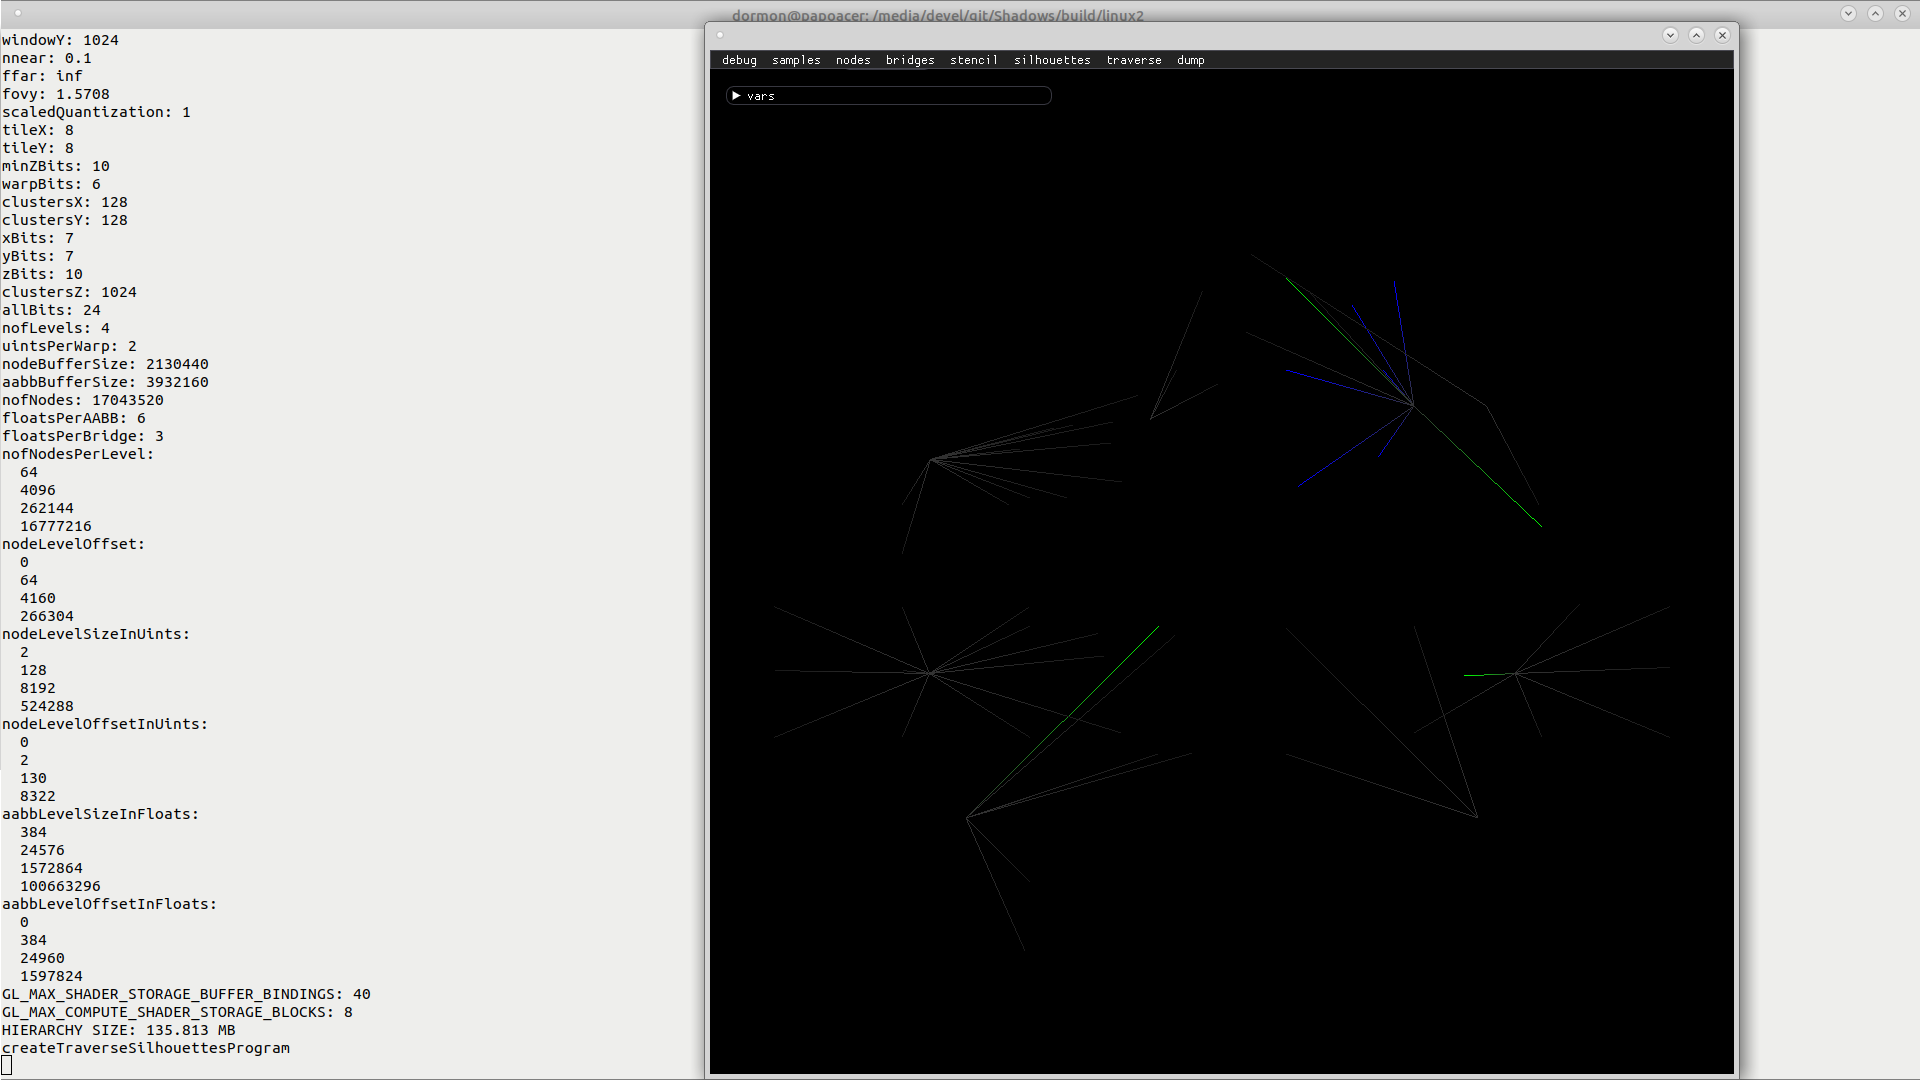 dormon@papoacer: /media/devel/git/Shadows/build/linux2
windowY: 1024
nnear: 0.1
ffar: inf
fovy: 1.5708
scaledQuantization: 1
tileX: 8
tileY: 8
minZBits: 10
warpBits: 6
clustersX: 128
clustersY: 128
xBits: 7
yBits: 7
zBits: 10
clustersZ: 1024
allBits: 24
nofLevels: 4
uintsPerWarp: 2
nodeBufferSize: 2130440
aabbBufferSize: 3932160
nofNodes: 17043520
floatsPerAABB: 6
floatsPerBridge: 3
nofNodesPerLevel:
64
4096
262144
16777216
nodeLevelOffset:
0
64
4160
266304
nodeLevelSizeInUints:
2
128
8192
524288
nodeLevelOffsetInUints:
0
2
130
8322
aabbLevelSizeInFloats:
384
24576
1572864
100663296
aabbLevelOffsetInFloats:
0
384
24960
1597824
GL_MAX_SHADER_STORAGE_BUFFER_BINDINGS: 40
GL_MAX_COMPUTE_SHADER_STORAGE_BLOCKS: 8
HIERARCHY SIZE: 135.813 MB
createTraverseSilhouettesProgram
debug samples nodes bridges stencil silhouettes traverse dump
vars